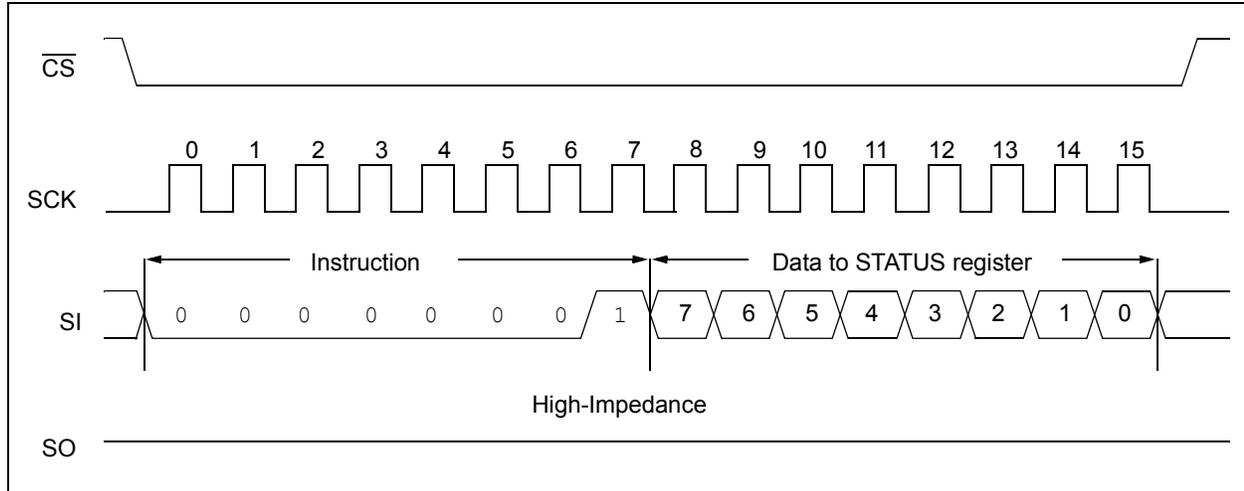 CS
0 1 2 3 4 5 6 7 8 9 10 11 12 13 14 15
SCK
Instruction Data to STATUS register
SI 0 0 0 0 0 0 0 1 7 6 5 4 3 2 1 0
High-Impedance
SO